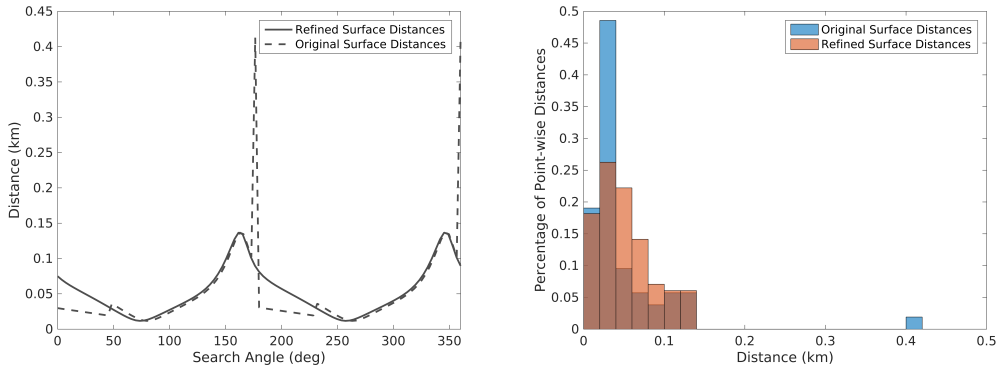 0.45
0.4
0.35
0.3
0.25
0.2
0.15
0.1
0.05
0
Distance (km)
Refined Surface Distances
Original Surface Distances
0 50 100 150 200 250 300 350
Search Angle (deg)
0.5
0.45
0.4
0.35
0.3
0.25
0.2
0.15
0.1
0.05
0
Percentage of Point-wise Distances
Original Surface Distances
Refined Surface Distances
0 0.1 0.2 0.3 0.4 0.5
Distance (km)